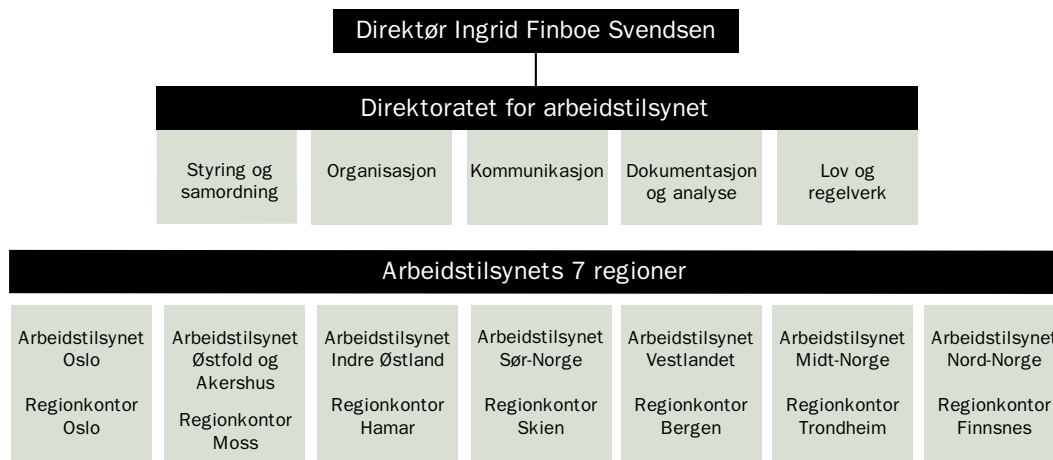 Direktør Ingrid Finboe Svendsen
Direktoratet for arbeidstilsynet
Styring og
samordning
Organisasjon
Kommunikasjon
Dokumentasjon
og analyse
Lov og
regelverk
Arbeidstilsynets 7 regioner
Arbeidstilsynet
Oslo
Regionkontor
Oslo
Arbeidstilsynet
Østfold og
Akershus
Regionkontor
Moss
Arbeidstilsynet
Indre Østland
Regionkontor
Hamar
Arbeidstilsynet
Sør-Norge
Regionkontor
Skien
Arbeidstilsynet
Vestlandet
Regionkontor
Bergen
Arbeidstilsynet
Midt-Norge
Regionkontor
Trondheim
Arbeidstilsynet
Nord-Norge
Regionkontor
Finnsnes